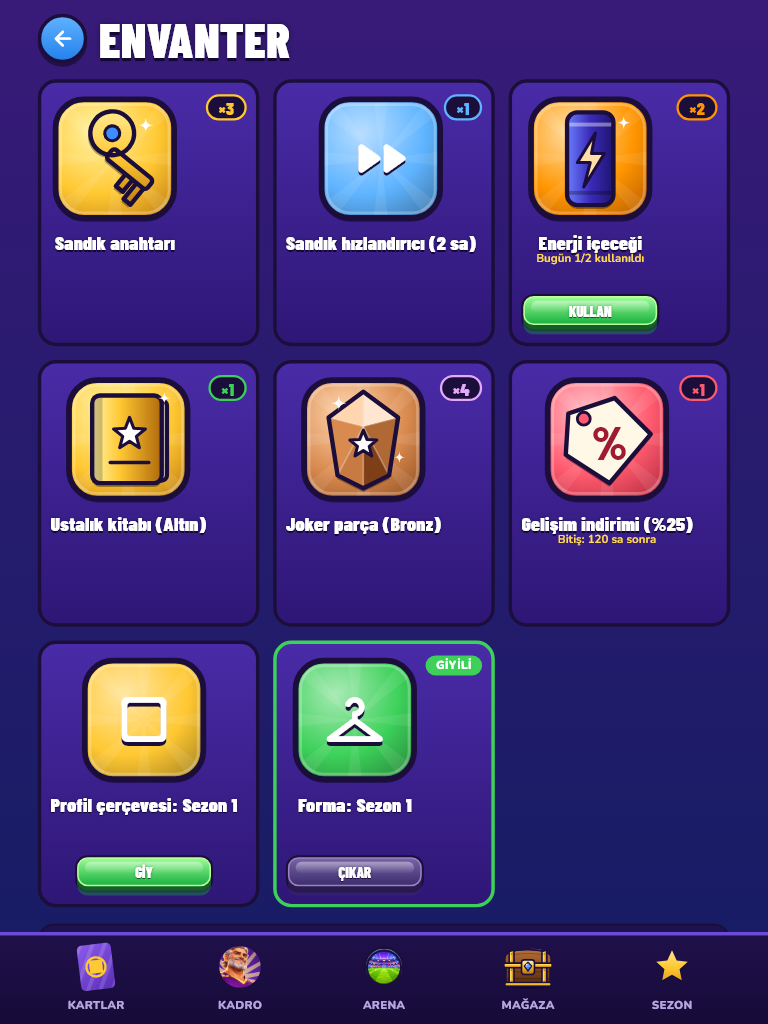 ENVANTER
×3
Sandık anahtarı
×1
Sandık hızlandırıcı (2 sa)
×2
Enerji içeceği
Bugün 1/2 kullanıldı
KULLAN
×1
Ustalık kitabı (Altın)
×4
Joker parça (Bronz)
×1
%
Gelişim indirimi (%25)
Bitiş: 120 sa sonra
Profil çerçevesi: Sezon 1
GİY
GİYİLİ
Forma: Sezon 1
ÇIKAR
KARTLAR
KADRO
ARENA
MAĞAZA
SEZON